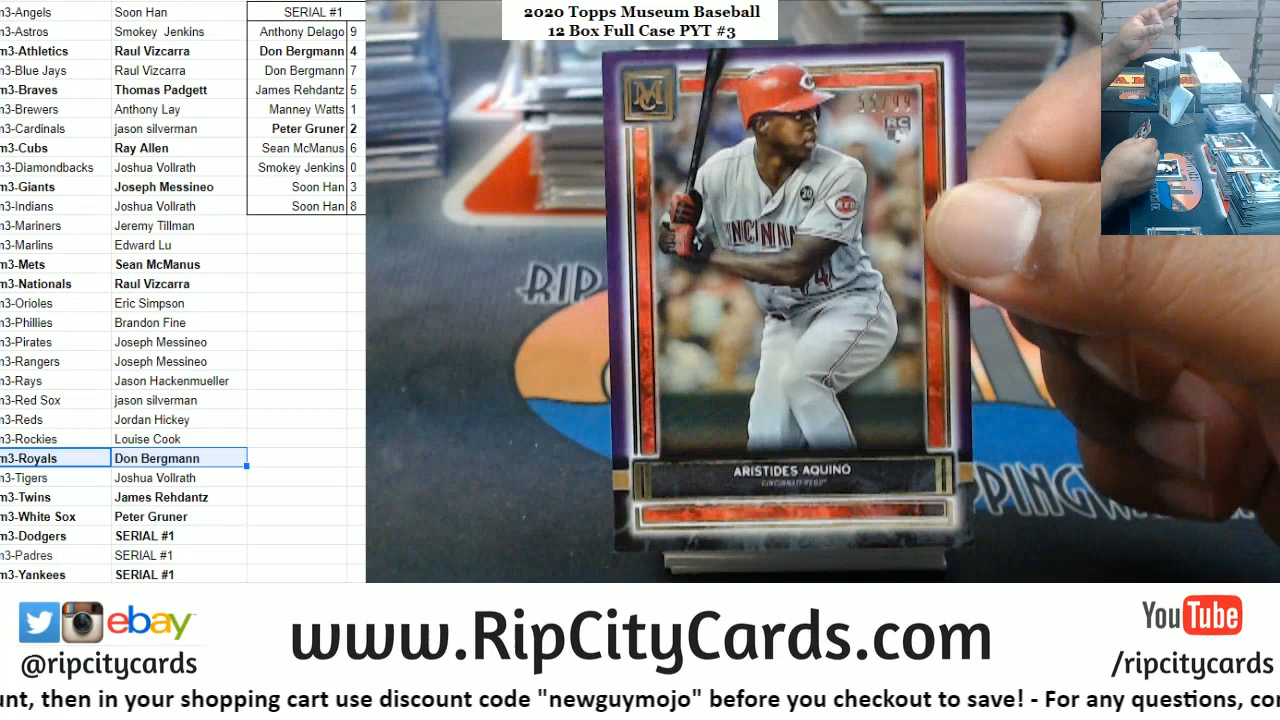 m3-Angels Soon Han SERIAL #1
m3-Astros Smokey Jenkins Anthony Delago 9
m3-Athletics Raul Vizcarra Don Bergmann 4
m3-Blue Jays Raul Vizcarra Don Bergmann 7
m3-Braves Thomas Padgett James Rehdantz 5
m3-Brewers Anthony Lay Manney Watts 1
m3-Cardinals jason silverman Peter Gruner 2
m3-Cubs Ray Allen Sean McManus 6
m3-Diamondbacks Joshua Vollrath Smokey Jenkins 0
m3-Giants Joseph Messineo Soon Han 3
m3-Indians Joshua Vollrath Soon Han 8
m3-Mariners Jeremy Tillman
m3-Marlins Edward Lu
m3-Mets Sean McManus
m3-Nationals Raul Vizcarra
m3-Orioles Eric Simpson
m3-Phillies Brandon Fine
m3-Pirates Joseph Messineo
m3-Rangers Joseph Messineo
m3-Rays Jason Hackenmueller
m3-Red Sox jason silverman
m3-Reds Jordan Hickey
m3-Rockies Louise Cook
m3-Royals Don Bergmann
m3-Tigers Joshua Vollrath
m3-Twins James Rehdantz
m3-White Sox Peter Gruner
m3-Dodgers SERIAL #1
m3-Padres SERIAL #1
m3-Yankees SERIAL #1
2020 Topps Museum Baseball
12 Box Full Case PYT #3
MC
RC
20
REDS
CINCINNA
RIP
ARISTIDES AQUINO
CINCINNATI REDS
PPINGW
ebay
@ripcitycards
www.RipCityCards.com
YouTube
/ripcitycards
unt, then in your shopping cart use discount code "newguymojo" before you checkout to save! - For any questions, con